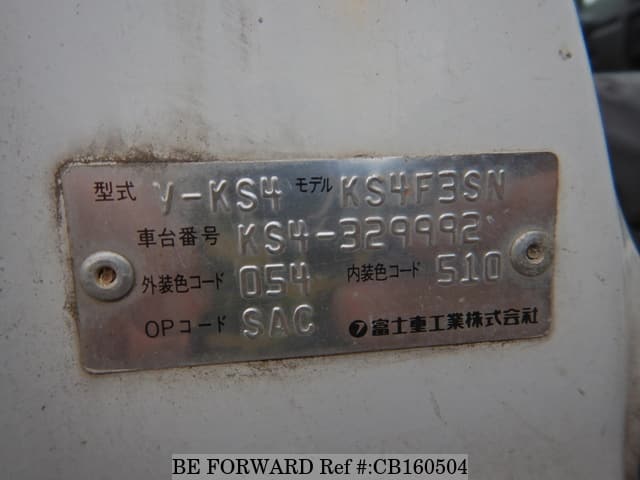 型式 V-KS4 モデル KS4F3SN
車台番号 KS4-329992
外装色コード 054 内装色コード 510
OPコード SAC フ富士重工業株式会社
BE FORWARD Ref #:CB160504